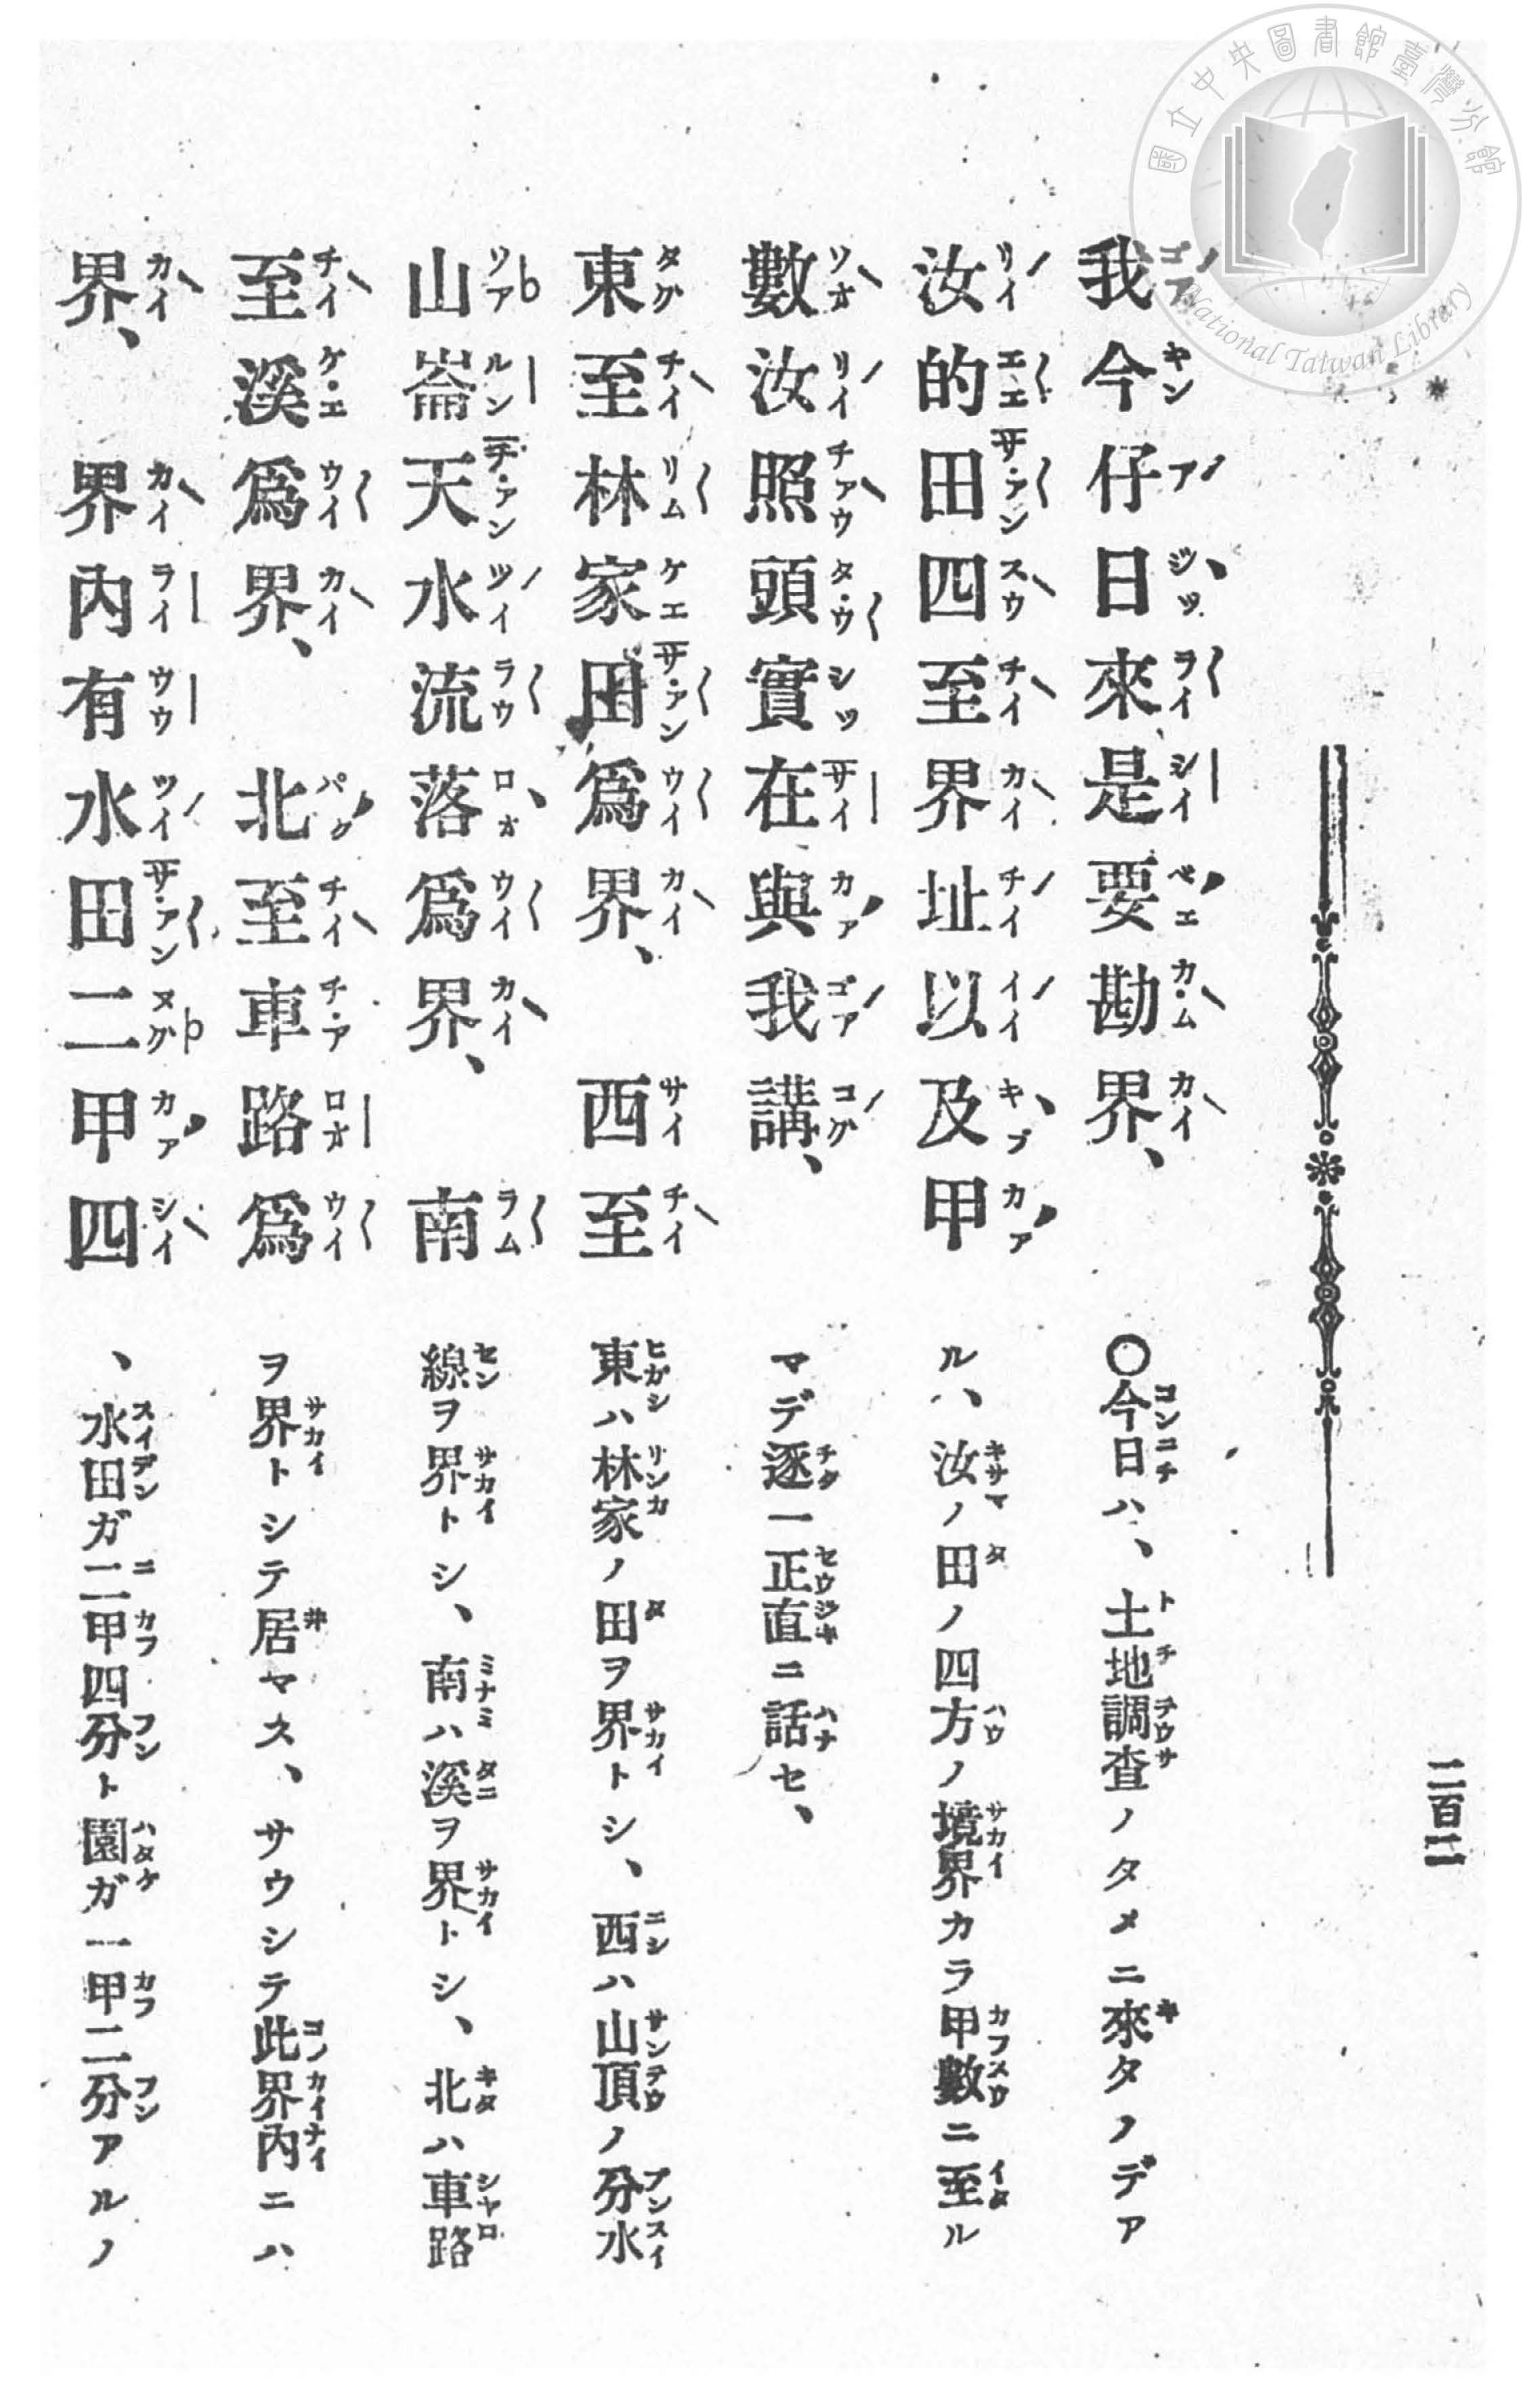 二百二
我今仔日來是要勘界、
汝的田四至界址以及甲
數汝照頭實在與我講、
東至林家田爲界、 西至
山崙天水流落爲界、 南
至溪爲界、 北至車路爲
界、 界內有水田二甲四
〇今日ハ、土地調查ノタメニ來タノデア
ル、汝ノ田ノ四方ノ境界カラ甲數ニ至ル
マデ逐一正直ニ話セ、
東ハ林家ノ田ヲ界トシ、西ハ山頂ノ分水
線ヲ界トシ、南ハ溪ヲ界トシ、北ハ車路
ヲ界トシテ居マス、サウシテ此界內ニハ
、水田ガ二甲四分ト園ガ一甲二分アルノ
國立中央圖書館臺灣分館
National Taiwan Library